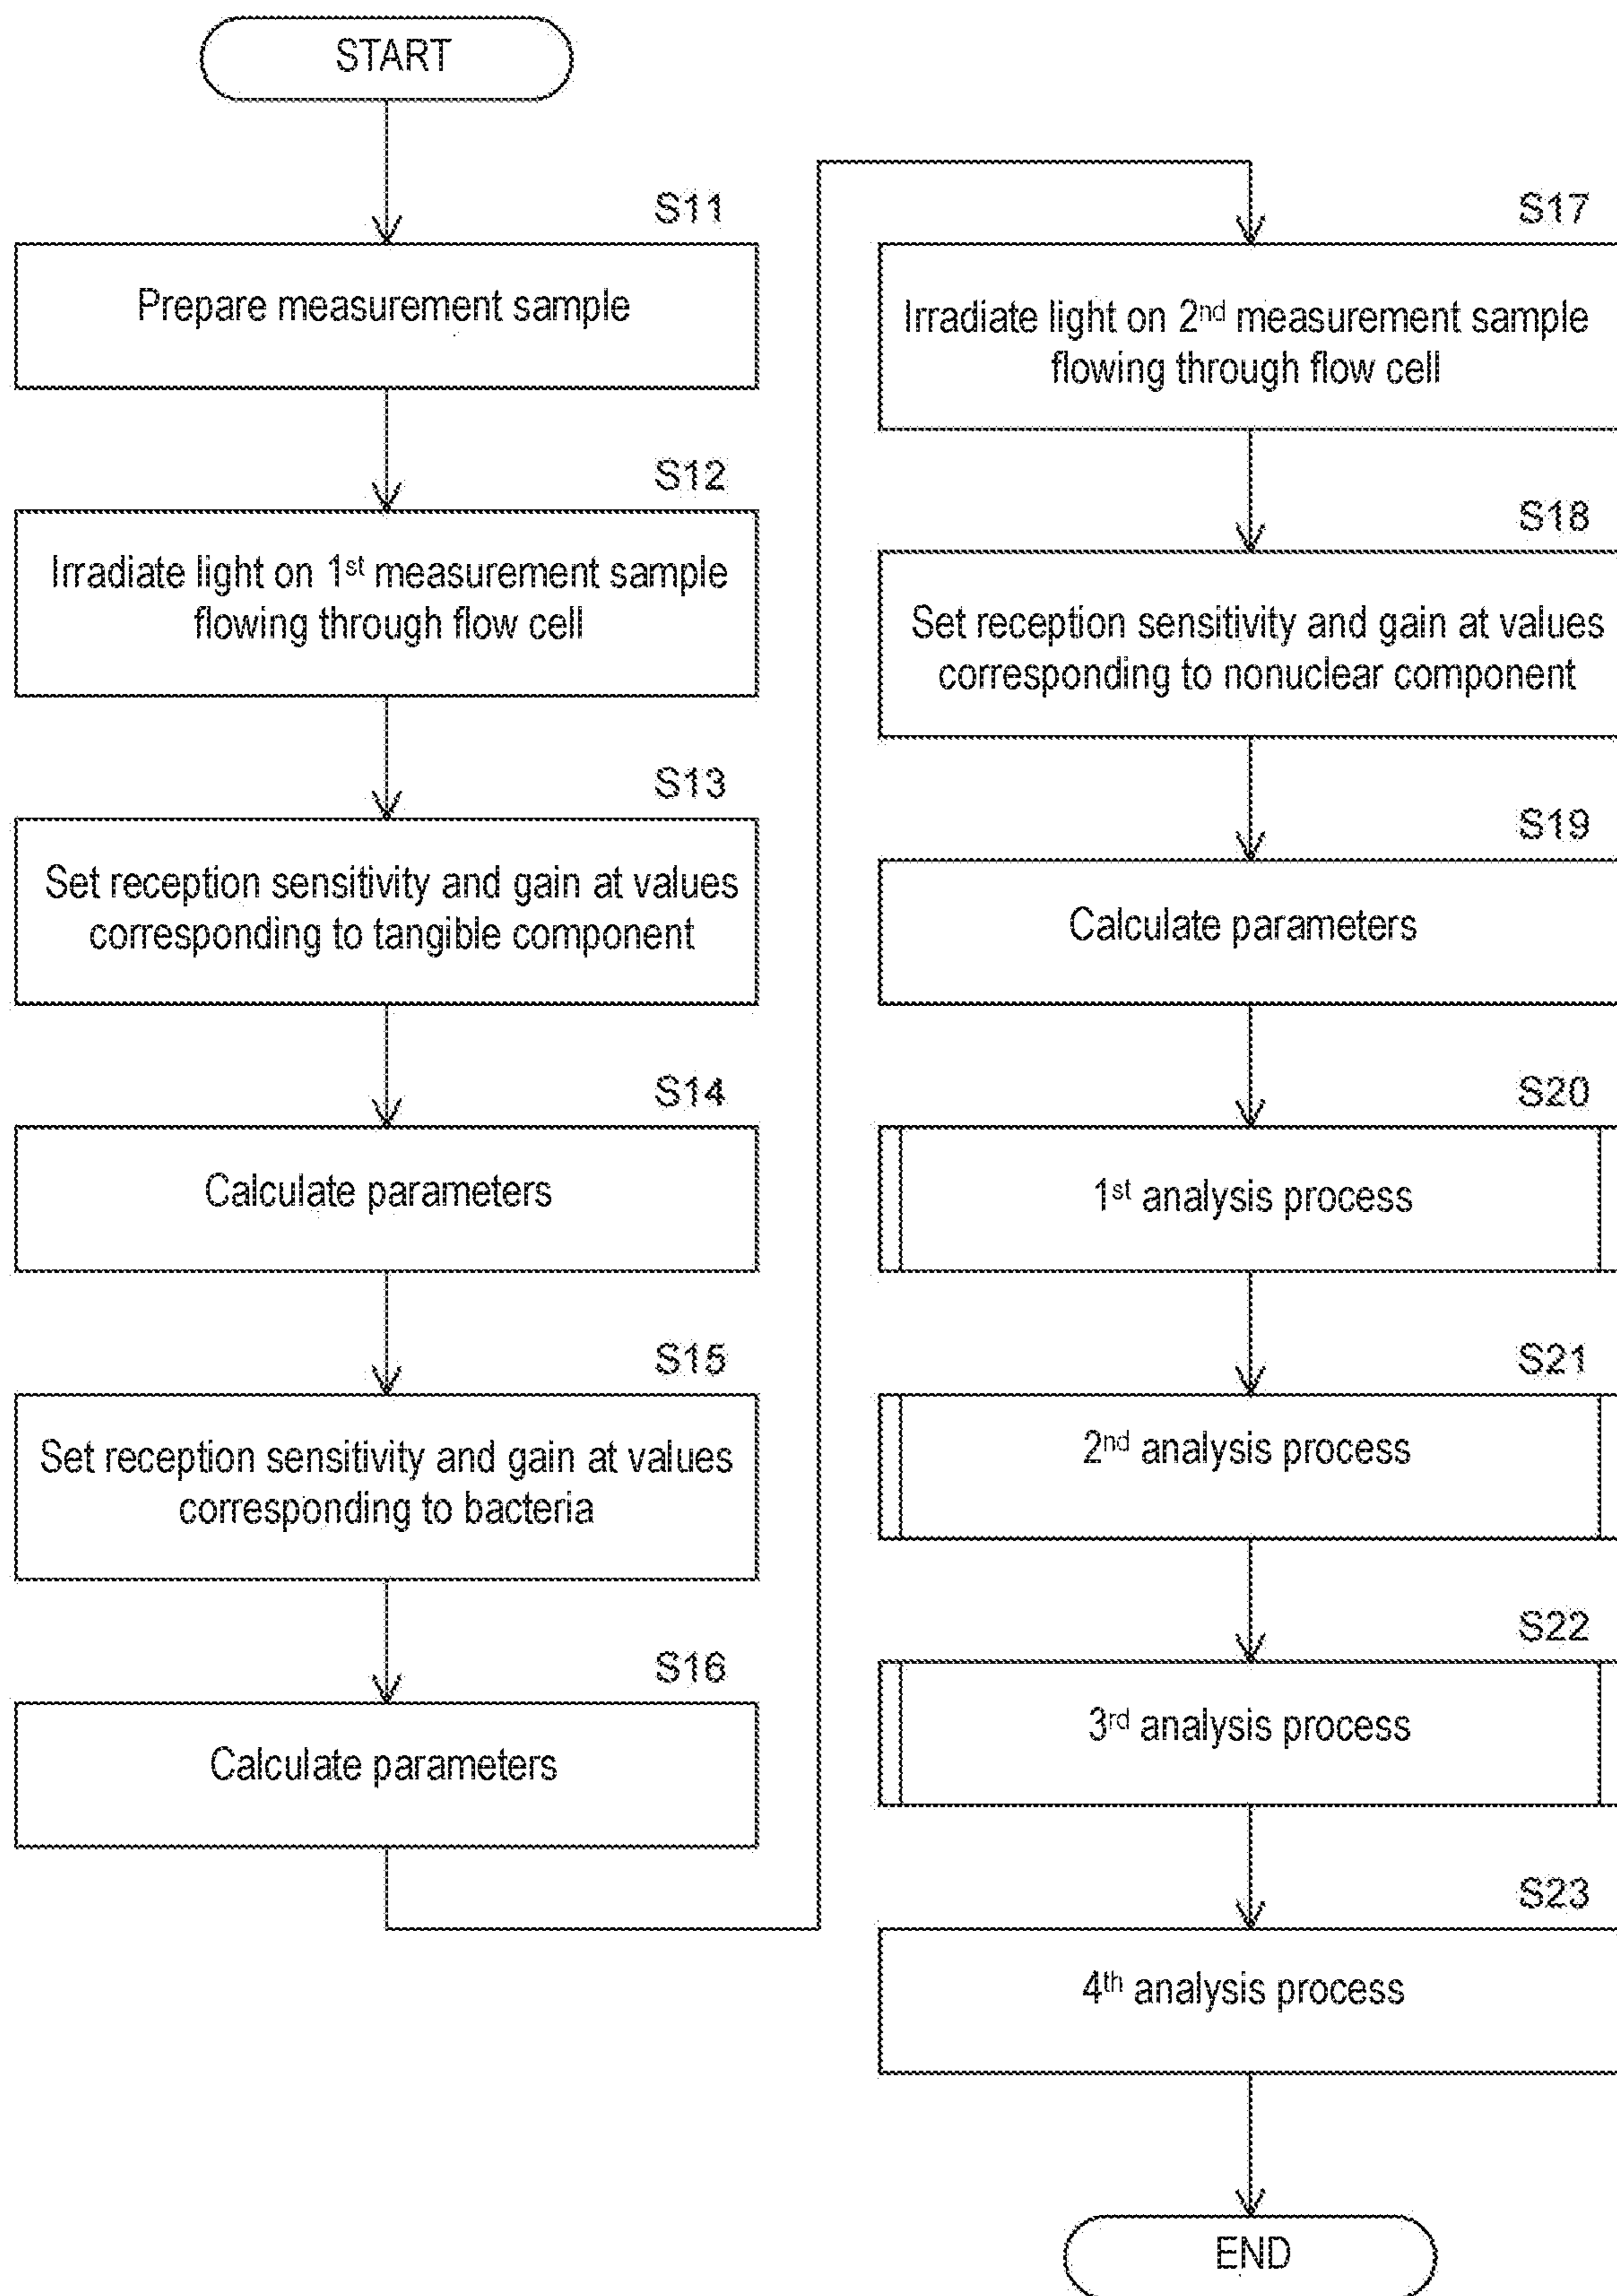 START
S11
Prepare measurement sample
S12
Irradiate light on 1st measurement sample
flowing through flow cell
S13
Set reception sensitivity and gain at values
corresponding to tangible component
S14
Calculate parameters
S15
Set reception sensitivity and gain at values
corresponding to bacteria
S16
Calculate parameters
S17
Irradiate light on 2nd measurement sample
flowing through flow cell
S18
Set reception sensitivity and gain at values
corresponding to nonuclear component
S19
Calculate parameters
S20
1st analysis process
S21
2nd analysis process
S22
3rd analysis process
S23
4th analysis process
END